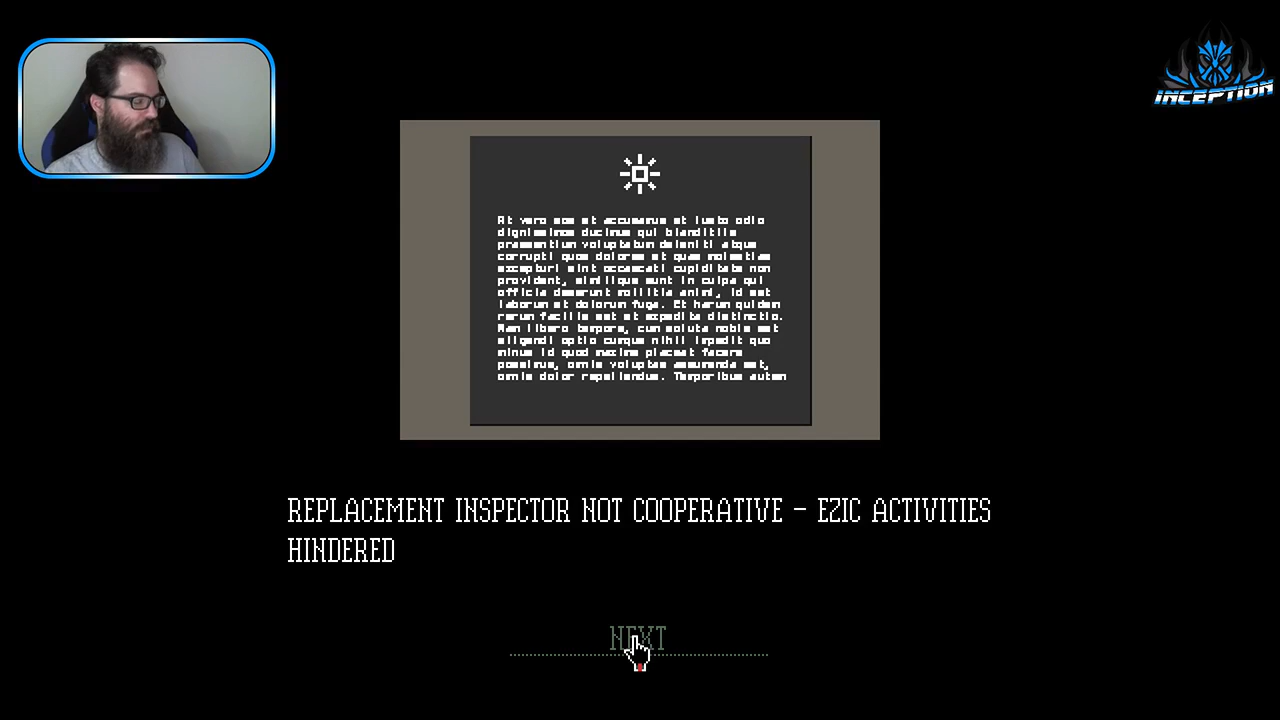 INCEPTION
At vero eos et accusamus et iusto odio
dignissimos ducimus qui blanditiis
praesentium voluptatum deleniti atque
corrupti quos dolores et quas molestias
excepturi sint occaecati cupiditate non
provident, similique sunt in culpa qui
officia deserunt mollitia animi, id est
laborum et dolorum fuga. Et harum quidem
rerum facilis est et expedita distinctio.
Nam libero tempore, cum soluta nobis est
eligendi optio cumque nihil impedit quo
minus id quod maxime placeat facere
possimus, omnis voluptas assumenda est,
omnis dolor repellendus. Temporibus autem
REPLACEMENT INSPECTOR NOT COOPERATIVE - EZIC ACTIVITIES
HINDERED
NEXT